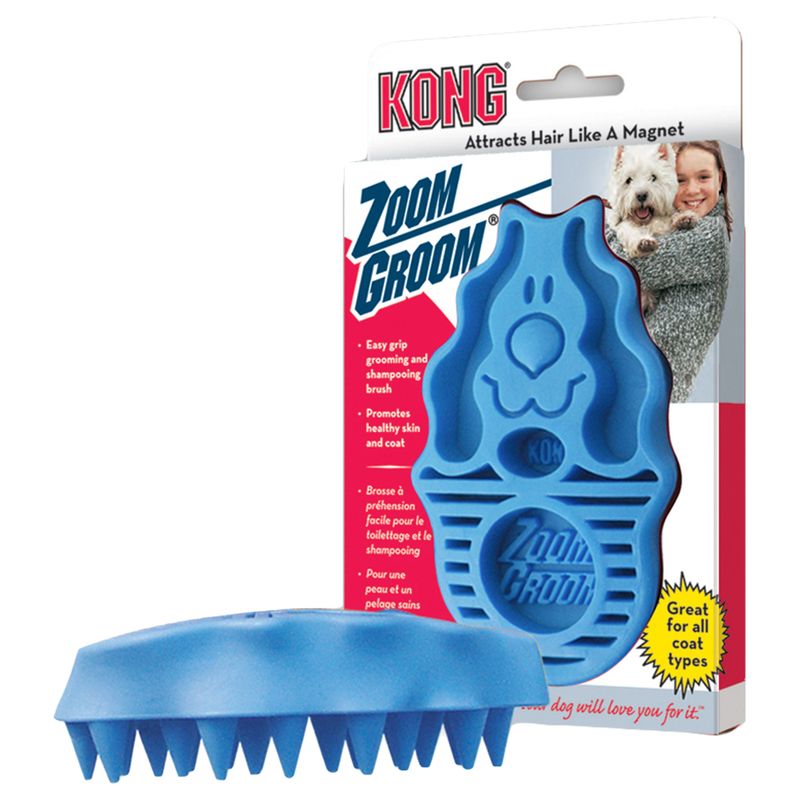 KONG®
Attracts Hair Like A Magnet
ZOOM
GROOM®
• Easy grip
grooming and
shampooing
brush
• Promotes
healthy skin
and coat
• Brosse à
préhension
facile pour le
toilettage et le
shampooing
• Pour une
peau et un
pelage sains
KON
ZOOM
GROOM
Great
for all
coat
types
dog will love you for it.™